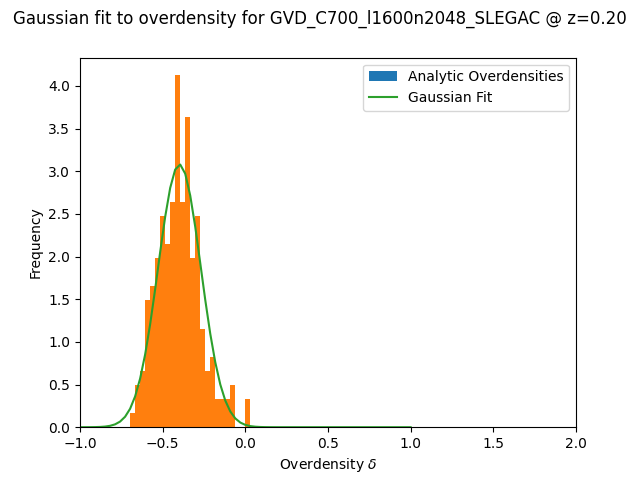 Gaussian fit to overdensity for GVD_C700_l1600n2048_SLEGAC @ z=0.20
Analytic Overdensities
Gaussian Fit
Frequency
4.0
3.5
3.0
2.5
2.0
1.5
1.0
0.5
0.0
−1.0 −0.5 0.0 0.5 1.0 1.5 2.0
Overdensity δ